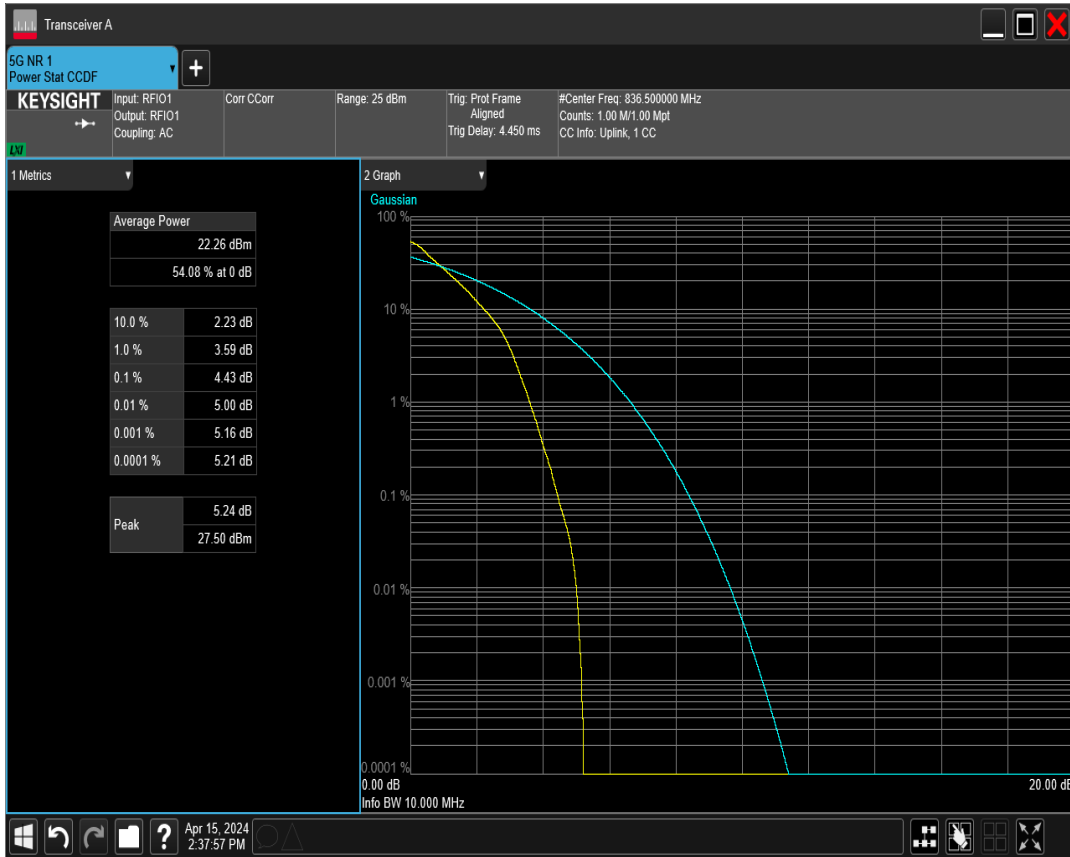 Transceiver A
5G NR 1
Power Stat CCDF
KEYSIGHT
LXI
Input: RFIO1
Output: RFIO1
Coupling: AC
Corr CCorr
Range: 25 dBm
Trig: Prot Frame
Aligned
Trig Delay: 4.450 ms
#Center Freq: 836.500000 MHz
Counts: 1.00 M/1.00 Mpt
CC Info: Uplink, 1 CC
1 Metrics
Average Power
22.26 dBm
54.08 % at 0 dB
10.0 % 2.23 dB
1.0 % 3.59 dB
0.1 % 4.43 dB
0.01 % 5.00 dB
0.001 % 5.16 dB
0.0001 % 5.21 dB
Peak 5.24 dB
27.50 dBm
2 Graph
Gaussian
100 %
10 %
1 %
0.1 %
0.01 %
0.001 %
0.0001 %
0.00 dB 20.00 dB
Info BW 10.000 MHz
?
Apr 15, 2024
2:37:57 PM